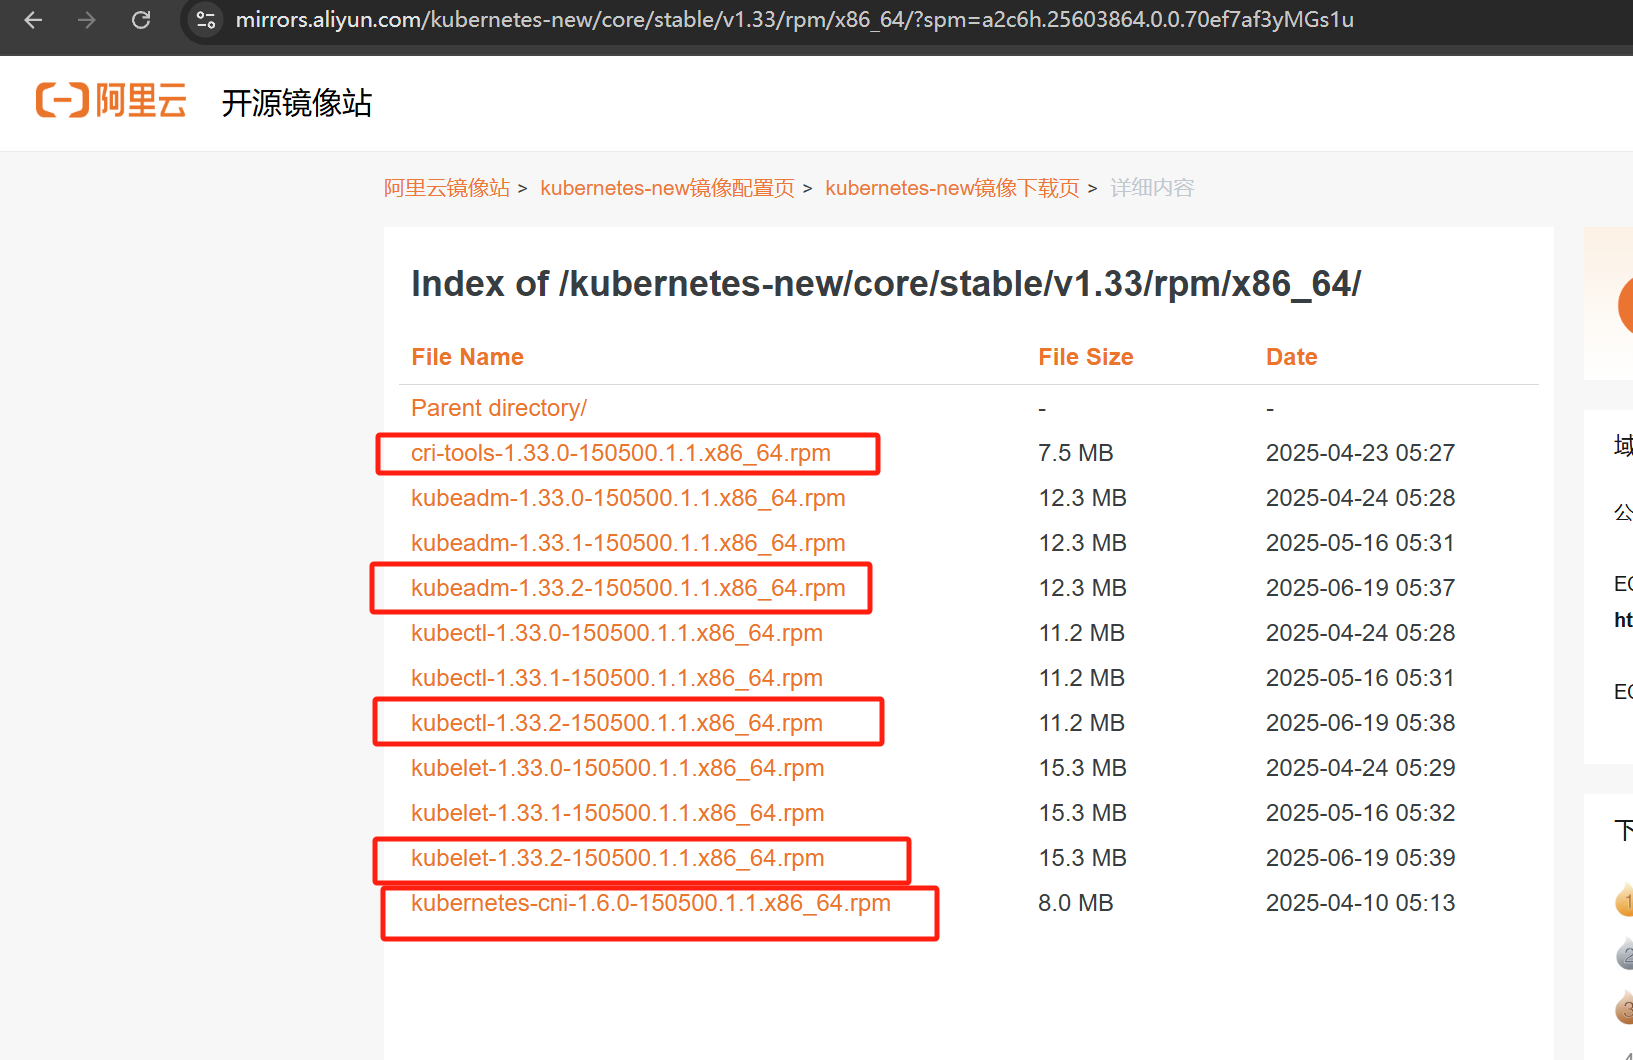 mirrors.aliyun.com/kubernetes-new/core/stable/v1.33/rpm/x86_64/?spm=a2c6h.25603864.0.0.70ef7af3yMGs1u
阿里云 开源镜像站
阿里云镜像站 > kubernetes-new镜像配置页 > kubernetes-new镜像下载页 > 详细内容
Index of /kubernetes-new/core/stable/v1.33/rpm/x86_64/
File Name File Size Date
Parent directory/ - -
cri-tools-1.33.0-150500.1.1.x86_64.rpm 7.5 MB 2025-04-23 05:27
kubeadm-1.33.0-150500.1.1.x86_64.rpm 12.3 MB 2025-04-24 05:28
kubeadm-1.33.1-150500.1.1.x86_64.rpm 12.3 MB 2025-05-16 05:31
kubeadm-1.33.2-150500.1.1.x86_64.rpm 12.3 MB 2025-06-19 05:37
kubectl-1.33.0-150500.1.1.x86_64.rpm 11.2 MB 2025-04-24 05:28
kubectl-1.33.1-150500.1.1.x86_64.rpm 11.2 MB 2025-05-16 05:31
kubectl-1.33.2-150500.1.1.x86_64.rpm 11.2 MB 2025-06-19 05:38
kubelet-1.33.0-150500.1.1.x86_64.rpm 15.3 MB 2025-04-24 05:29
kubelet-1.33.1-150500.1.1.x86_64.rpm 15.3 MB 2025-05-16 05:32
kubelet-1.33.2-150500.1.1.x86_64.rpm 15.3 MB 2025-06-19 05:39
kubernetes-cni-1.6.0-150500.1.1.x86_64.rpm 8.0 MB 2025-04-10 05:13
域
公
EC
ht
EC
下
1
2
3